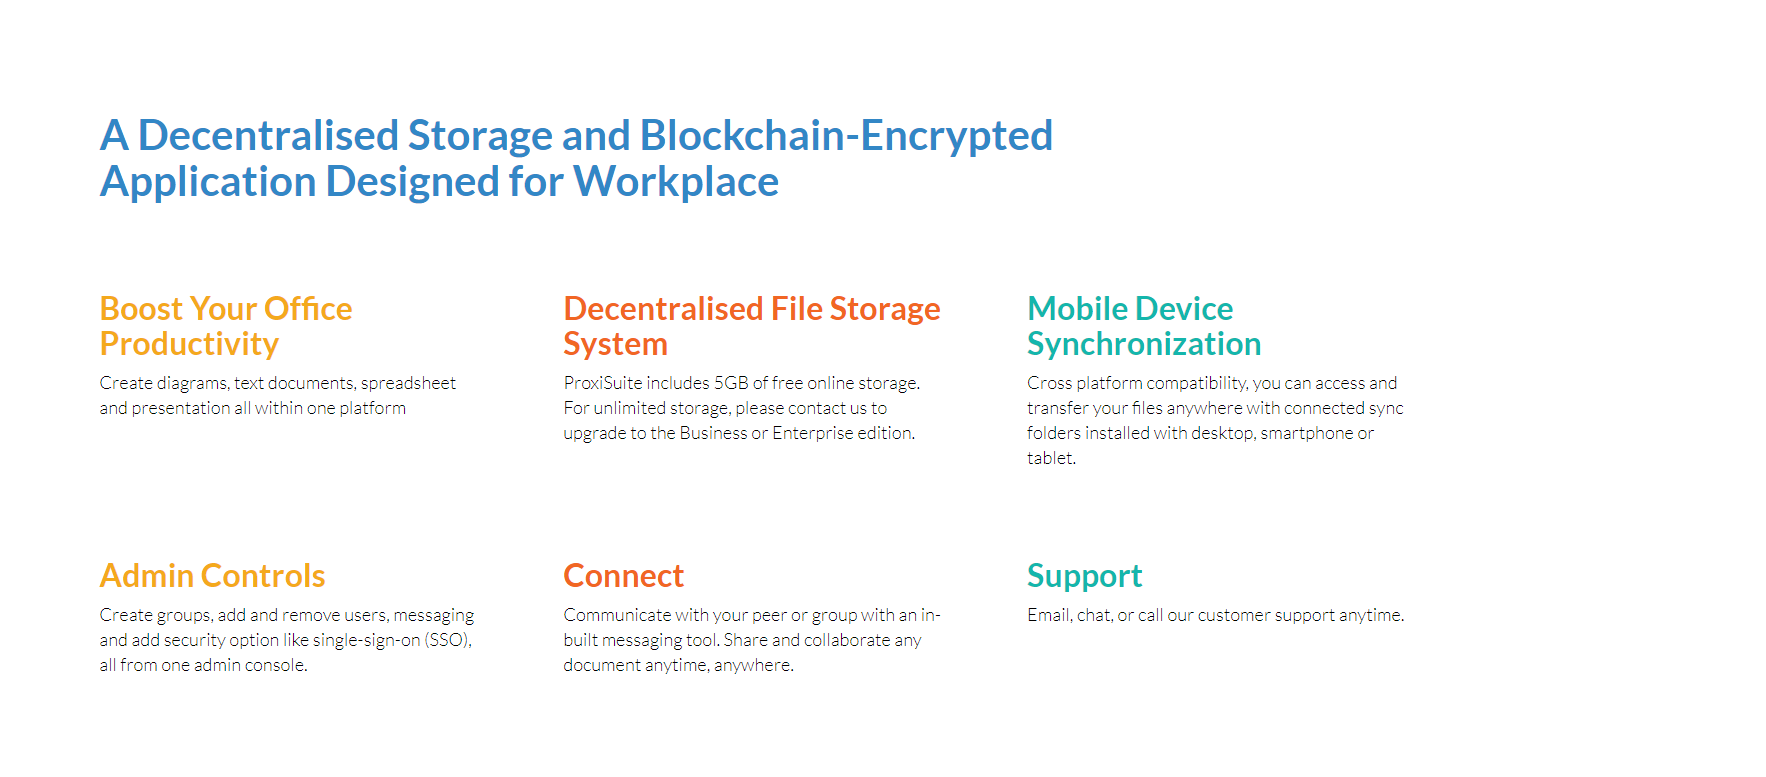 A Decentralised Storage and Blockchain-Encrypted
Application Designed for Workplace
Boost Your Office
Productivity
Create diagrams, text documents, spreadsheet
and presentation all within one platform
Decentralised File Storage
System
ProxiSuite includes 5GB of free online storage.
For unlimited storage, please contact us to
upgrade to the Business or Enterprise edition.
Mobile Device
Synchronization
Cross platform compatibility, you can access and
transfer your files anywhere with connected sync
folders installed with desktop, smartphone or
tablet.
Admin Controls
Create groups, add and remove users, messaging
and add security option like single-sign-on (SSO),
all from one admin console.
Connect
Communicate with your peer or group with an in-
built messaging tool. Share and collaborate any
document anytime, anywhere.
Support
Email, chat, or call our customer support anytime.